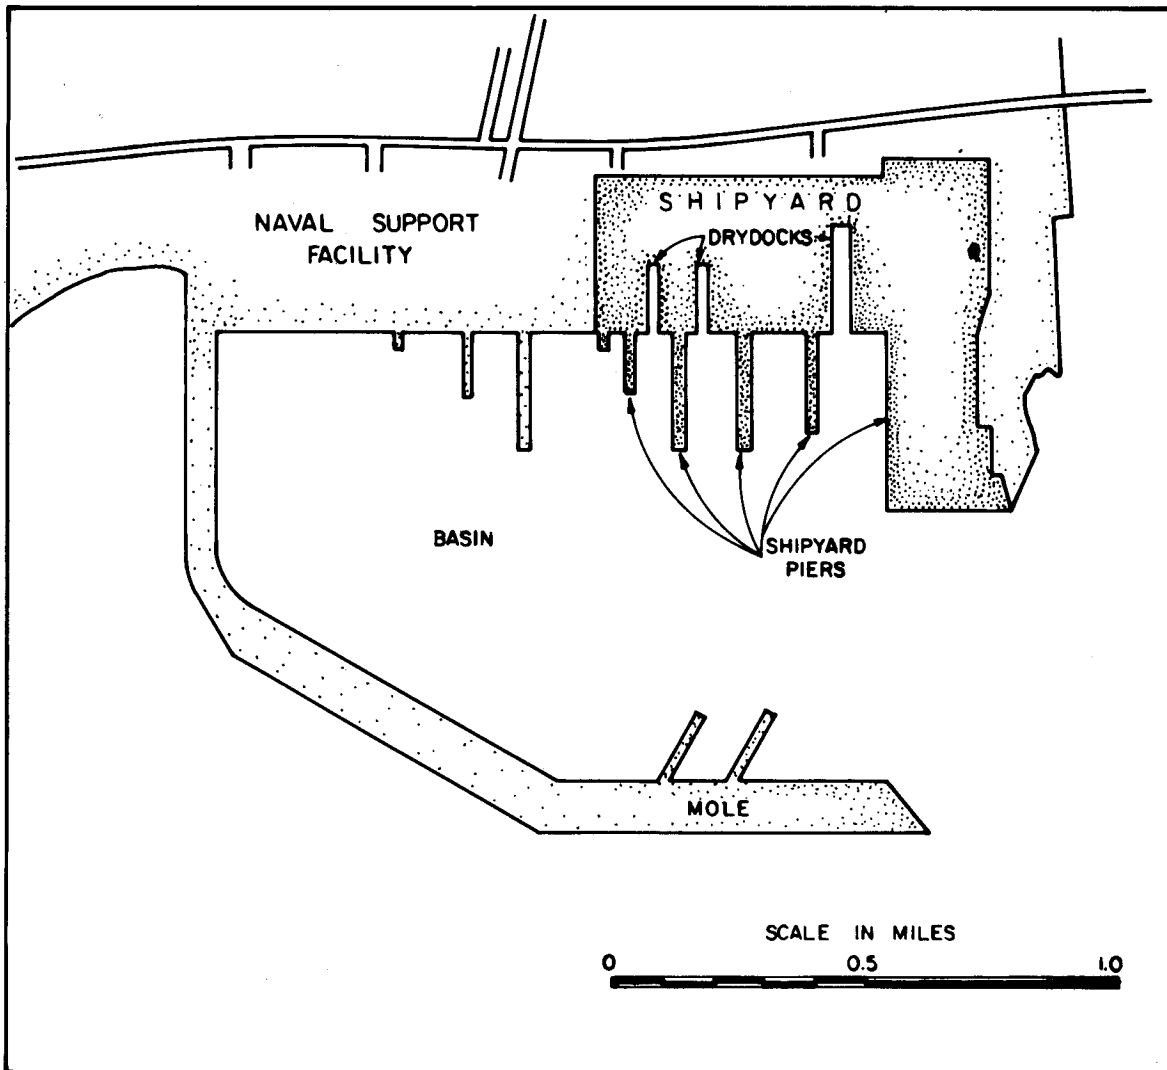 SHIPYARD
NAVAL SUPPORT
FACILITY
DRYDOCKS
BASIN
SHIPYARD
PIERS
MOLE
SCALE IN MILES
0 0.5 1.0